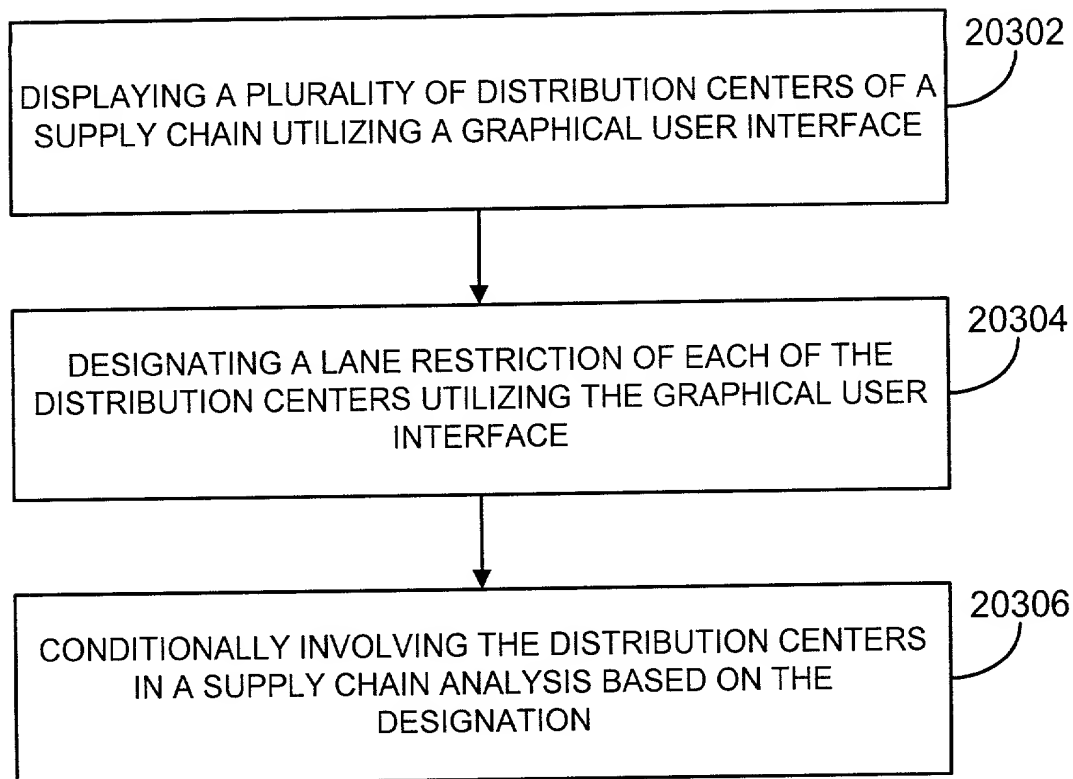 20302
DISPLAYING A PLURALITY OF DISTRIBUTION CENTERS OF A
SUPPLY CHAIN UTILIZING A GRAPHICAL USER INTERFACE
20304
DESIGNATING A LANE RESTRICTION OF EACH OF THE
DISTRIBUTION CENTERS UTILIZING THE GRAPHICAL USER
INTERFACE
20306
CONDITIONALLY INVOLVING THE DISTRIBUTION CENTERS
IN A SUPPLY CHAIN ANALYSIS BASED ON THE
DESIGNATION